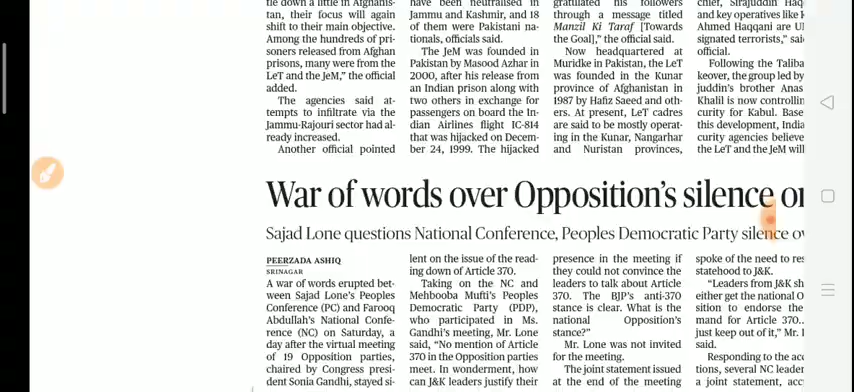 tle down a little in Afghanis-
tan, their focus will again
shift to their main objective.
Among the hundreds of pri-
soners released from Afghan
prisons, many were from the
LeT and the JeM,” the official
added.
The agencies said at-
tempts to infiltrate via the
Jammu-Rajouri sector had al-
ready increased.
Another official pointed
have been neutralised in
Jammu and Kashmir, and 18
of them were Pakistani na-
tionals, officials said.
The JeM was founded in
Pakistan by Masood Azhar in
2000, after his release from
an Indian prison along with
two others in exchange for
passengers on board the In-
dian Airlines flight IC-814
that was hijacked on Decem-
ber 24, 1999. The hijacked
gratulated his followers
through a message titled
Manzil Ki Taraf [Towards
the Goal],” the official said.
Now headquartered at
Muridke in Pakistan, the LeT
was founded in the Kunar
province of Afghanistan in
1987 by Hafiz Saeed and oth-
ers. At present, LeT cadres
are said to be mostly operat-
ing in the Kunar, Nangarhar
and Nuristan provinces,
chief, Sirajuddin Haq
and key operatives like
Ahmed Haqqani are U
signated terrorists,” sai
official.
Following the Taliba
keover, the group led by
juddin’s brother Anas
Khalil is now controllin
curity for Kabul. Base
this development, India
curity agencies believe
the LeT and the JeM will
War of words over Opposition’s silence on
Sajad Lone questions National Conference, Peoples Democratic Party silence ov
PEERZADA ASHIQ
SRINAGAR
A war of words erupted bet-
ween Sajad Lone’s Peoples
Conference (PC) and Farooq
Abdullah’s National Confe-
rence (NC) on Saturday, a
day after the virtual meeting
of 19 Opposition parties,
chaired by Congress presi-
dent Sonia Gandhi, stayed si-
lent on the issue of the read-
ing down of Article 370.
Taking on the NC and
Mehbooba Mufti’s Peoples
Democratic Party (PDP),
who participated in Ms.
Gandhi’s meeting, Mr. Lone
said, “No mention of Article
370 in the Opposition parties
meet. In wonderment, how
can J&K leaders justify their
presence in the meeting if
they could not convince the
leaders to talk about Article
370. The BJP’s anti-370
stance is clear. What is the
national Opposition’s
stance?”
Mr. Lone was not invited
for the meeting.
The joint statement issued
at the end of the meeting
spoke of the need to res
statehood to J&K.
“Leaders from J&K sh
either get the national O
sition to endorse the
mand for Article 370..
just keep out of it,” Mr. 
said.
Responding to the acc
tions, several NC leader
a joint statement, acc